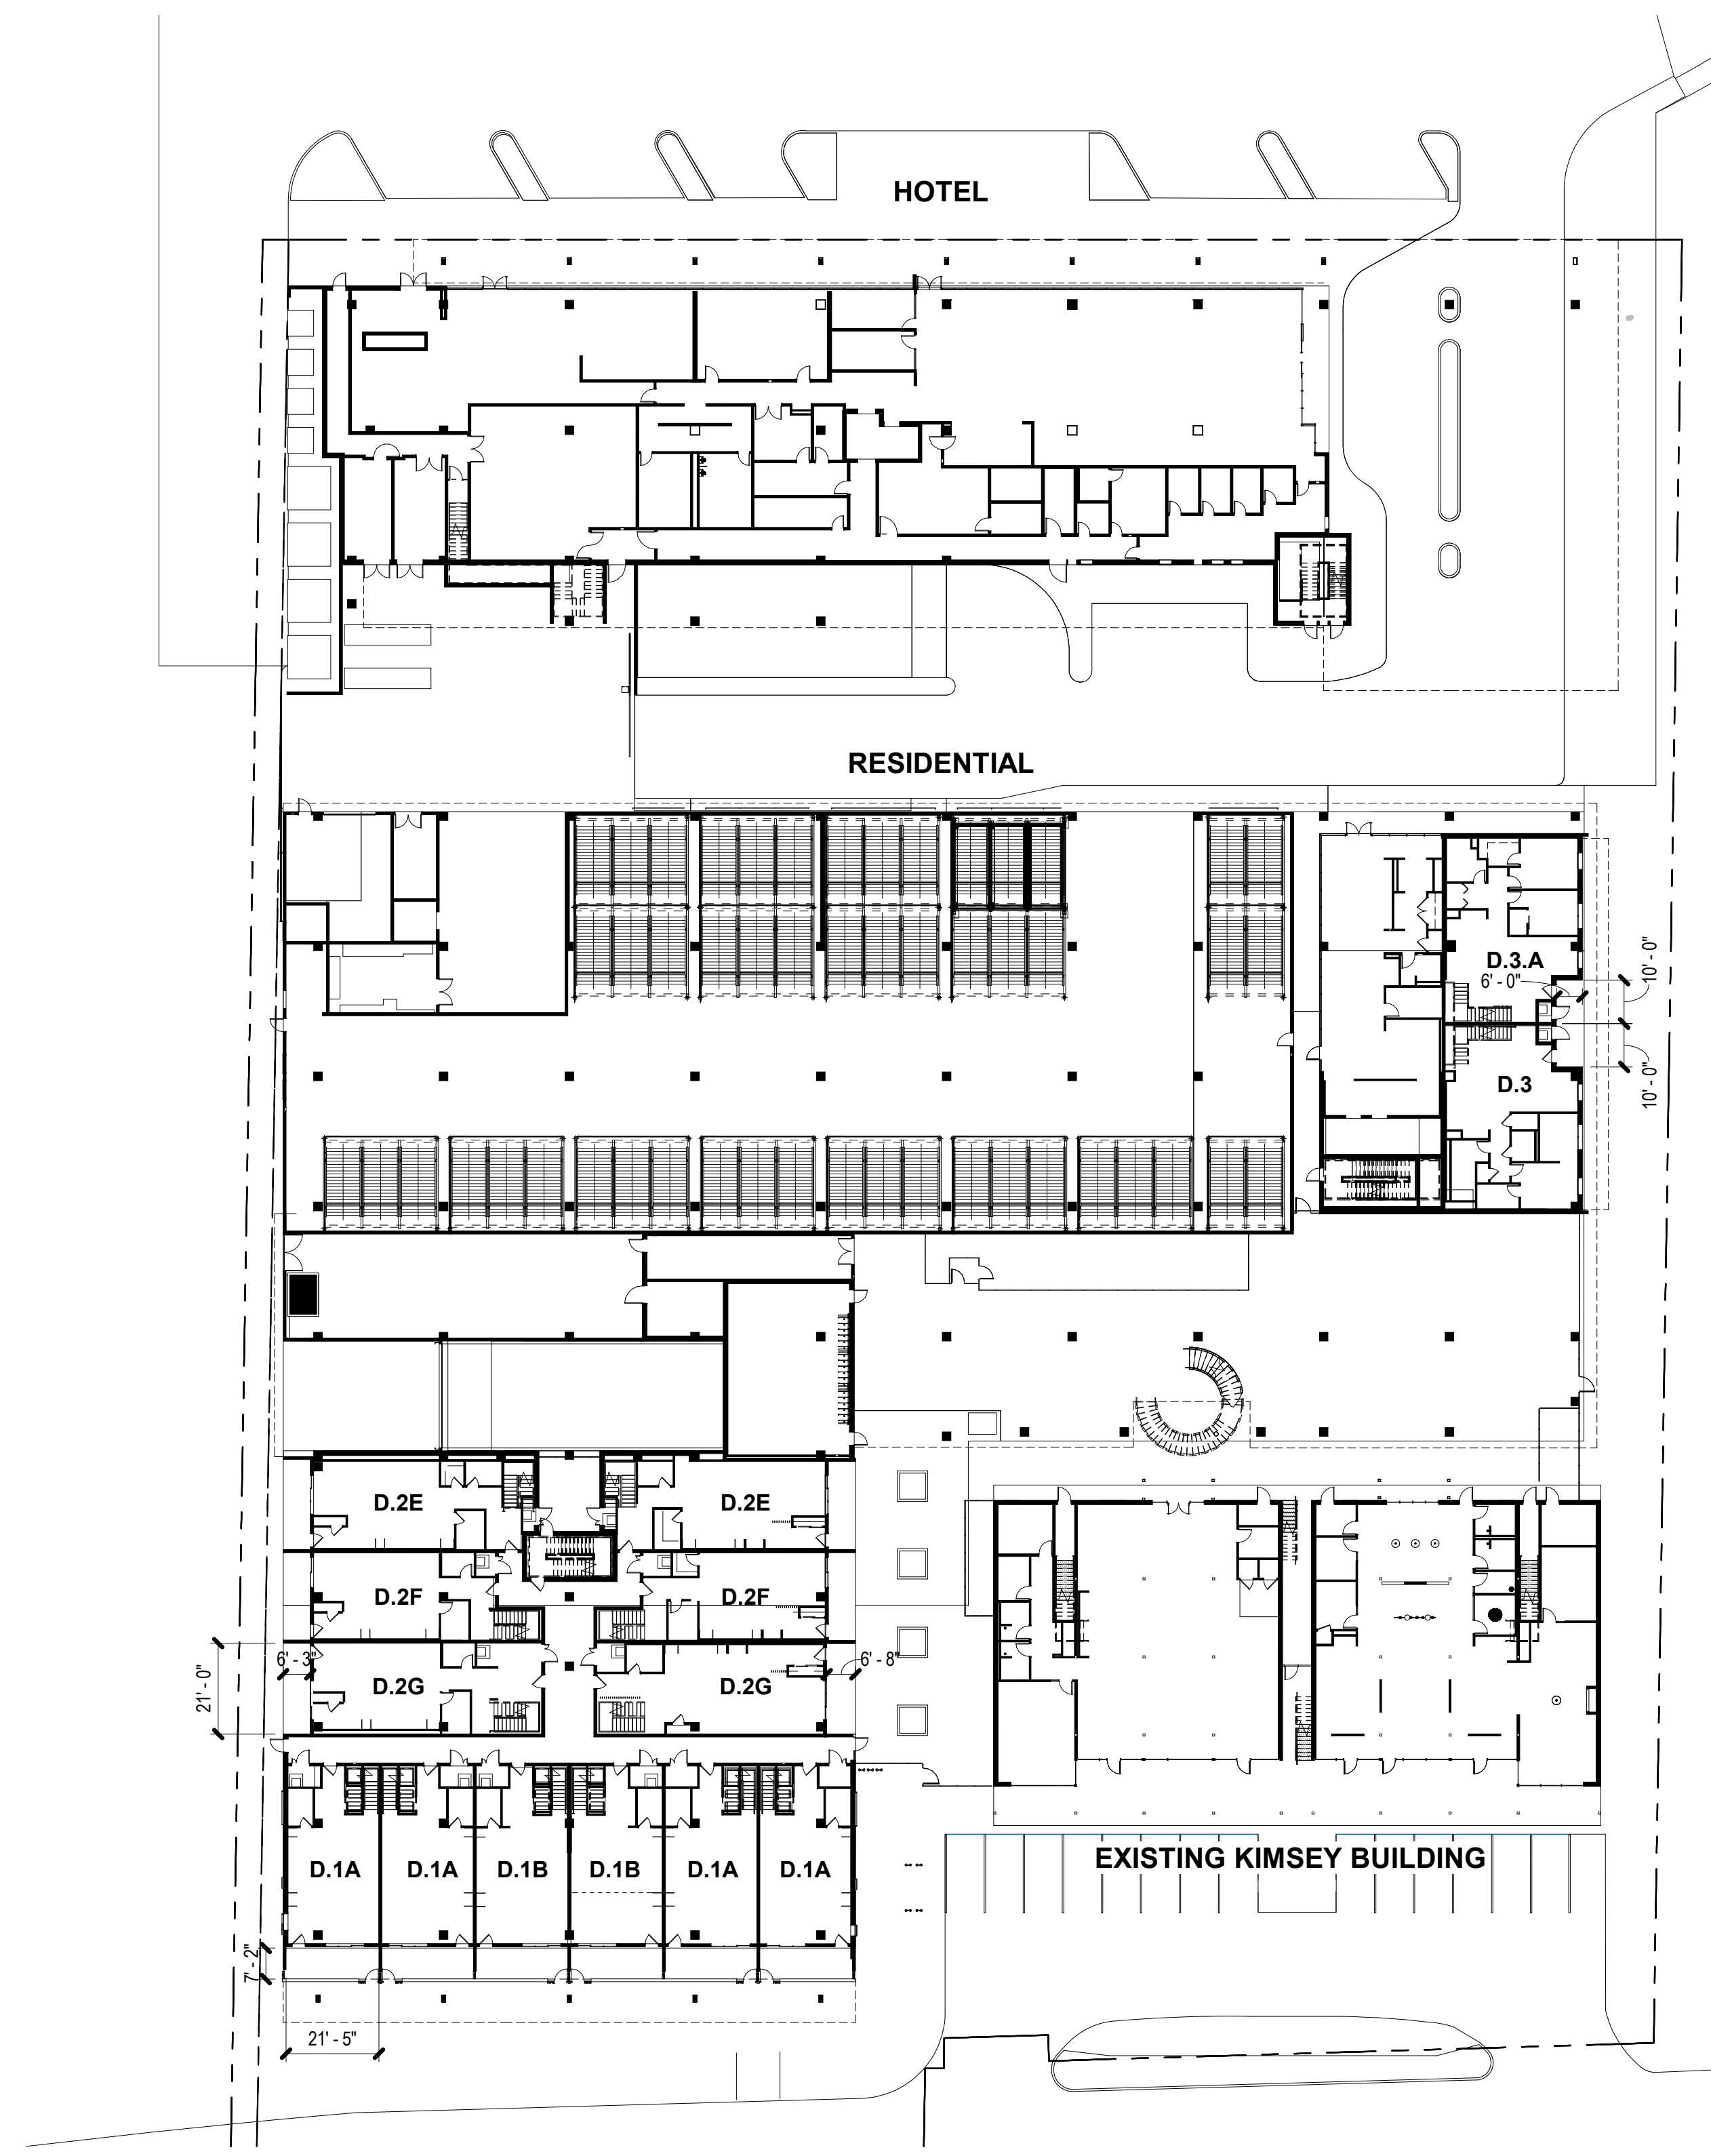 HOTEL
RESIDENTIAL
D.3.A
6' - 0"
10' - 0"
10' - 0"
D.3
D.2E
D.2E
D.2F
D.2F
6' - 3"
6' - 8"
21' - 0"
D.2G
D.2G
D.1A
D.1A
D.1B
D.1B
D.1A
D.1A
EXISTING KIMSEY BUILDING
7' - 2"
21' - 5"